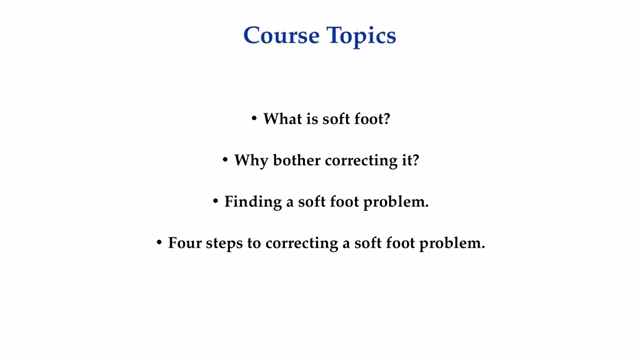 Course Topics
• What is soft foot?
• Why bother correcting it?
• Finding a soft foot problem.
• Four steps to correcting a soft foot problem.